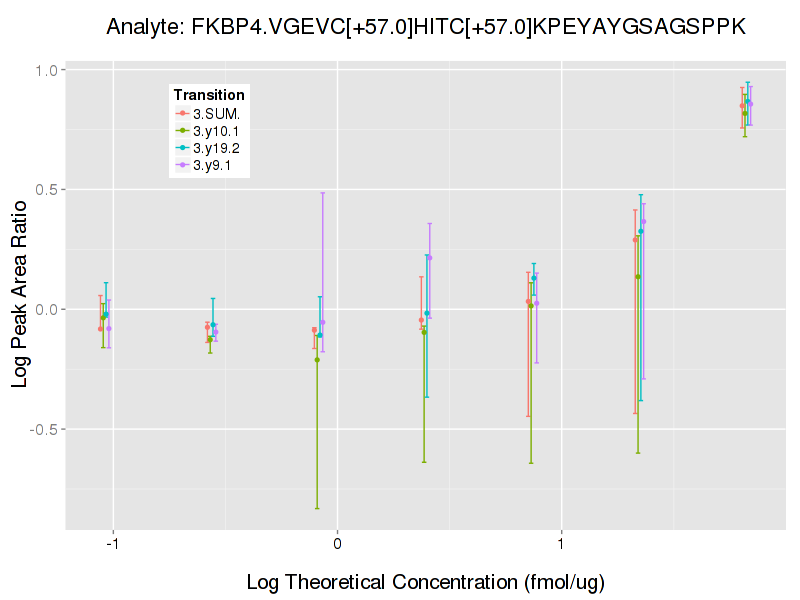 Analyte: FKBP4.VGEVC[+57.0]HITC[+57.0]KPEYAYGSAGSPPK
Log Peak Area Ratio
1.0
0.5
0.0
-0.5
Transition
3.SUM.
3.y10.1
3.y19.2
3.y9.1
-1
0
1
Log Theoretical Concentration (fmol/ug)